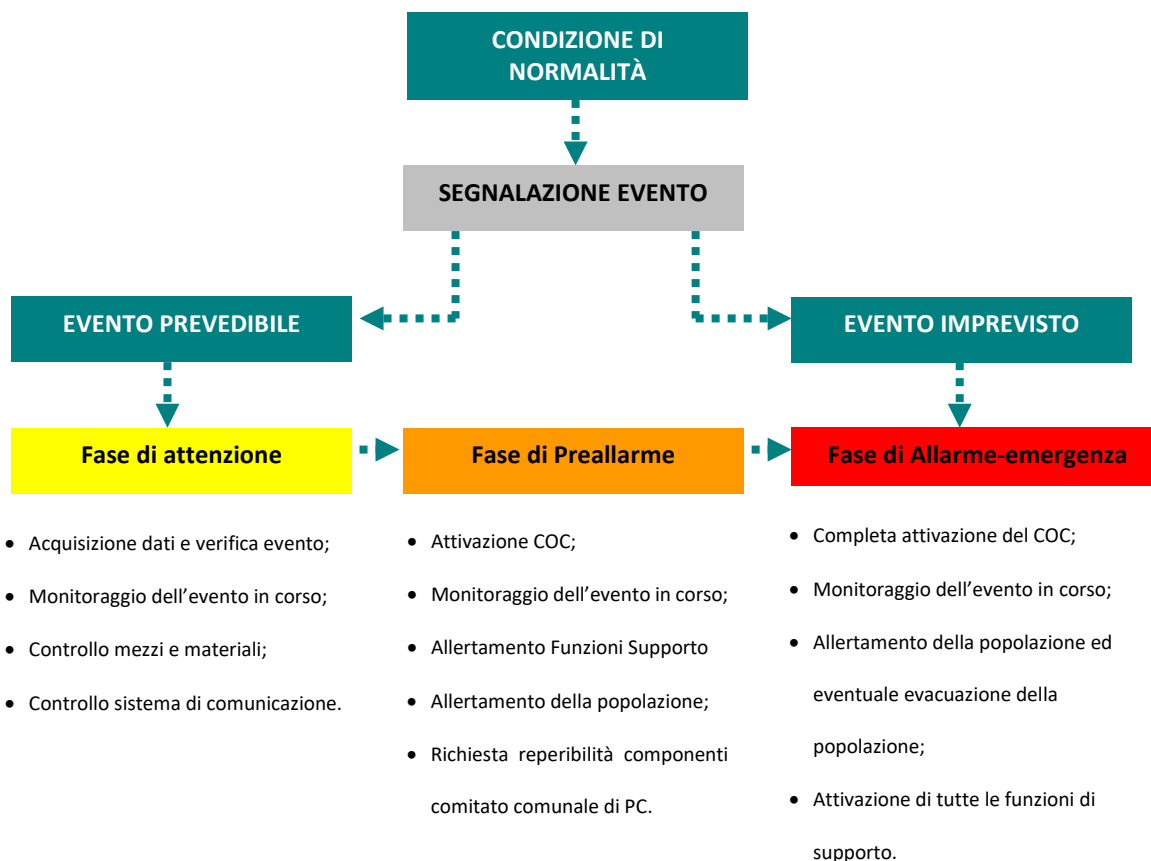 CONDIZIONE DI
NORMALITÀ
SEGNALAZIONE EVENTO
EVENTO PREVEDIBILE
EVENTO IMPREVISTO
Fase di attenzione
Fase di Preallarme
Fase di Allarme-emergenza
• Acquisizione dati e verifica evento;
• Monitoraggio dell’evento in corso;
• Controllo mezzi e materiali;
• Controllo sistema di comunicazione.
• Attivazione COC;
• Monitoraggio dell’evento in corso;
• Allertamento Funzioni Supporto
• Allertamento della popolazione;
• Richiesta reperibilità componenti
comitato comunale di PC.
• Completa attivazione del COC;
• Monitoraggio dell’evento in corso;
• Allertamento della popolazione ed
eventuale evacuazione della
popolazione;
• Attivazione di tutte le funzioni di
supporto.